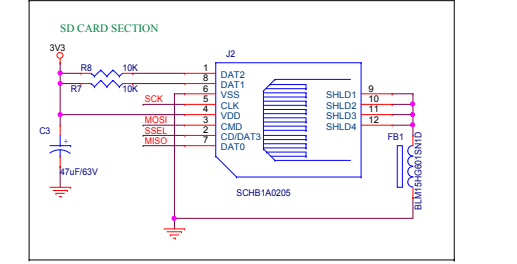 SD CARD SECTION
3V3
J2
R8 10K
R7 10K
1 DAT2
8 DAT1
6 VSS
SCK 5 CLK
4 VDD
MOSI 3 CMD
SSEL 2 CD/DAT3
MISO 7 DAT0
SHLD1 9
SHLD2 10
SHLD3 11
SHLD4 12
C3
+
47uF/63V
FB1
BLM15HG601SN1D
SCHB1A0205